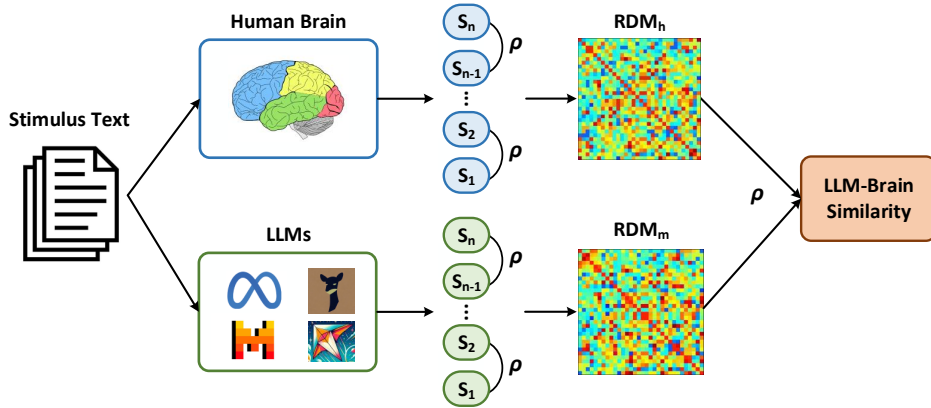 Stimulus Text
Human Brain
Sₙ
ρ
Sₙ₋₁
⋮
S₂
ρ
S₁
RDMₕ
LLMs
Sₙ
ρ
Sₙ₋₁
⋮
S₂
ρ
S₁
RDMₘ
ρ
LLM-Brain
Similarity